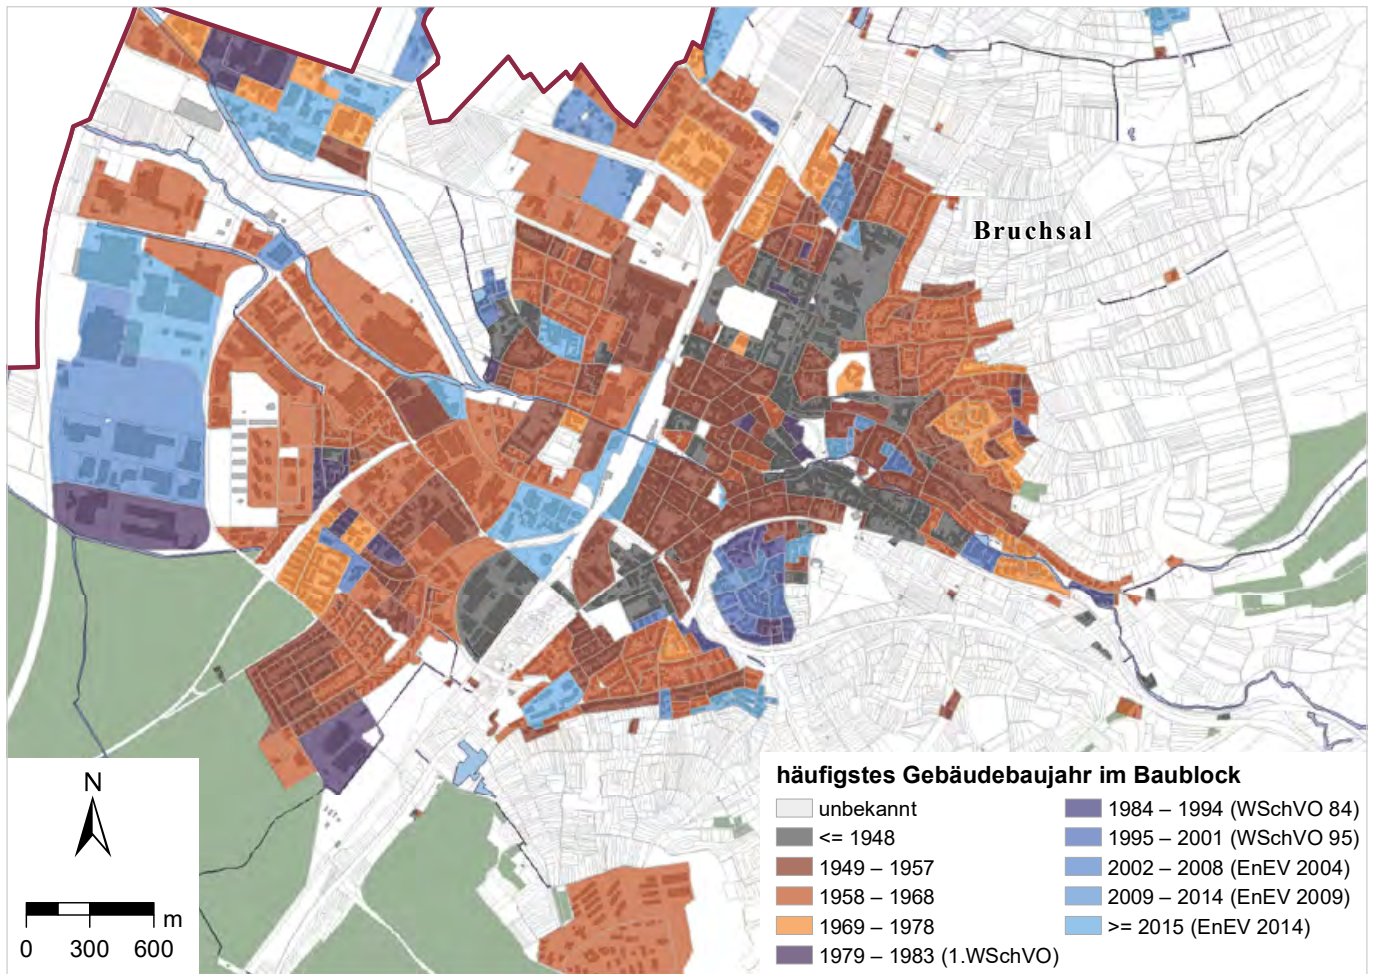 Bruchsal
häufigstes Gebäudebaujahr im Baublock
unbekannt
<= 1948
1949 – 1957
1958 – 1968
1969 – 1978
1979 – 1983 (1.WSchVO)
1984 – 1994 (WSchVO 84)
1995 – 2001 (WSchVO 95)
2002 – 2008 (EnEV 2004)
2009 – 2014 (EnEV 2009)
>= 2015 (EnEV 2014)
N
m
0 300 600